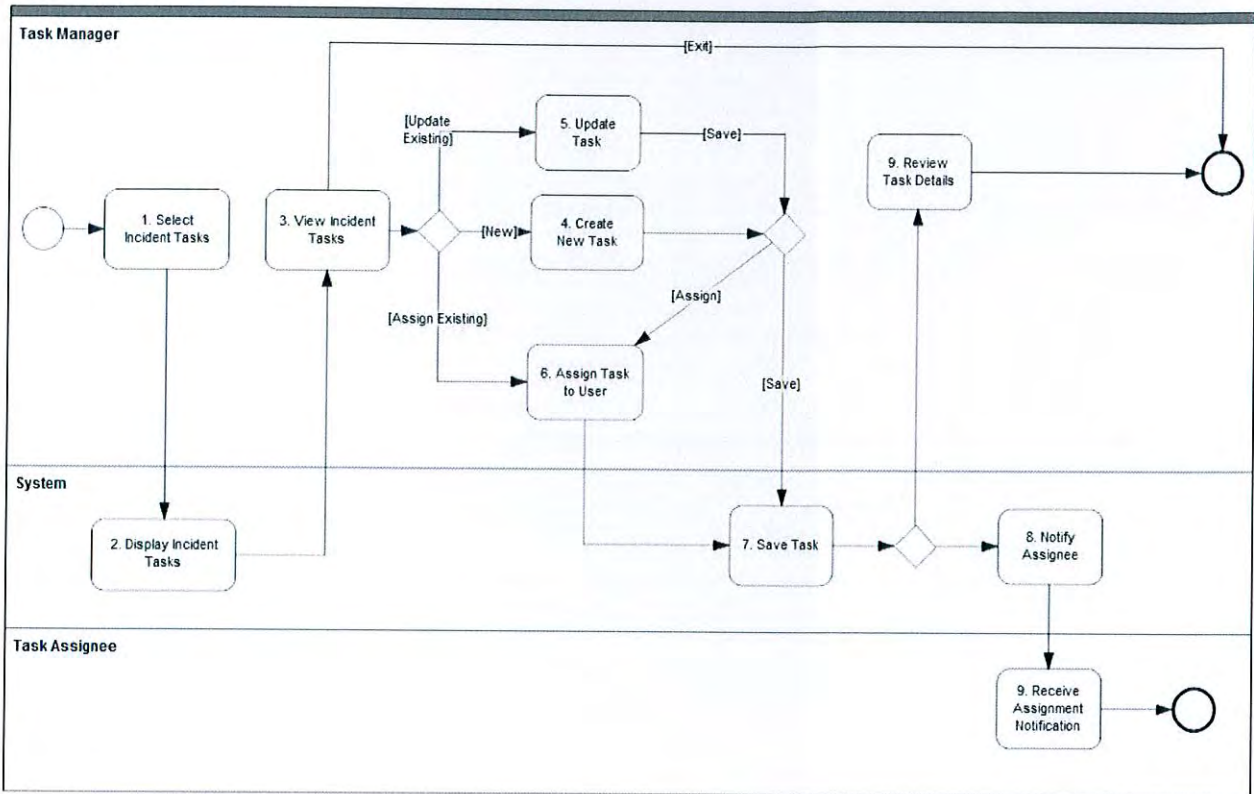 Task Manager
[Exit]
[Update
Existing]
5. Update
Task
[Save]
9. Review
Task Details
1. Select
Incident Tasks
3. View Incident
Tasks
[New]
4. Create
New Task
[Assign]
[Assign Existing]
6. Assign Task
to User
[Save]
System
2. Display Incident
Tasks
7. Save Task
8. Notify
Assignee
Task Assignee
9. Receive
Assignment
Notification